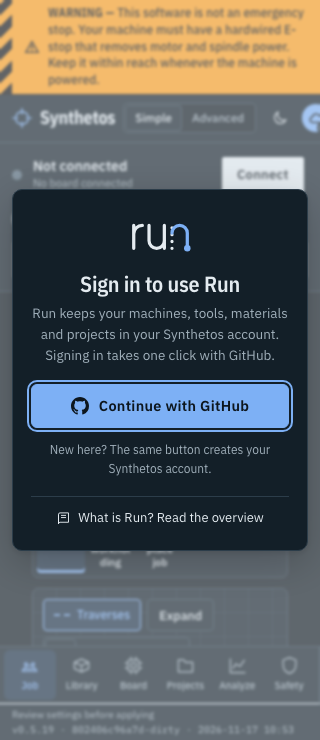 WARNING — This software is not an emergency
stop. Your machine must have a hardwired E-
stop that removes motor and spindle power.
Keep it within reach whenever the machine is
powered.
Synthetos
Simple
Advanced
Not connected
No board connected
Connect
run
Sign in to use Run
Run keeps your machines, tools, materials
and projects in your Synthetos account.
Signing in takes one click with GitHub.
Continue with GitHub
New here? The same button creates your
Synthetos account.
What is Run? Read the overview
ding
job
Traverses
Expand
Job
Library
Board
Projects
Analyze
Safety
Review settings before applying